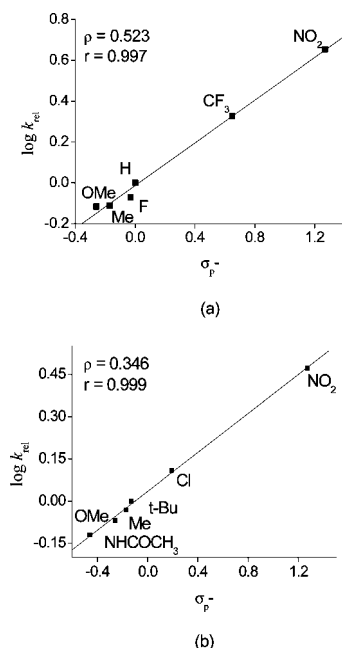 ρ = 0.523
r = 0.997
NO₂
CF₃
H
OMe
F
Me
log k_rel
0.8
0.6
0.4
0.2
0.0
-0.2
-0.4 0.0 0.4 0.8 1.2
σp⁻
(a)
ρ = 0.346
r = 0.999
NO₂
Cl
t-Bu
OMe
Me
NHCOCH₃
log k_rel
0.45
0.30
0.15
0.00
-0.15
-0.4 0.0 0.4 0.8 1.2
σp⁻
(b)